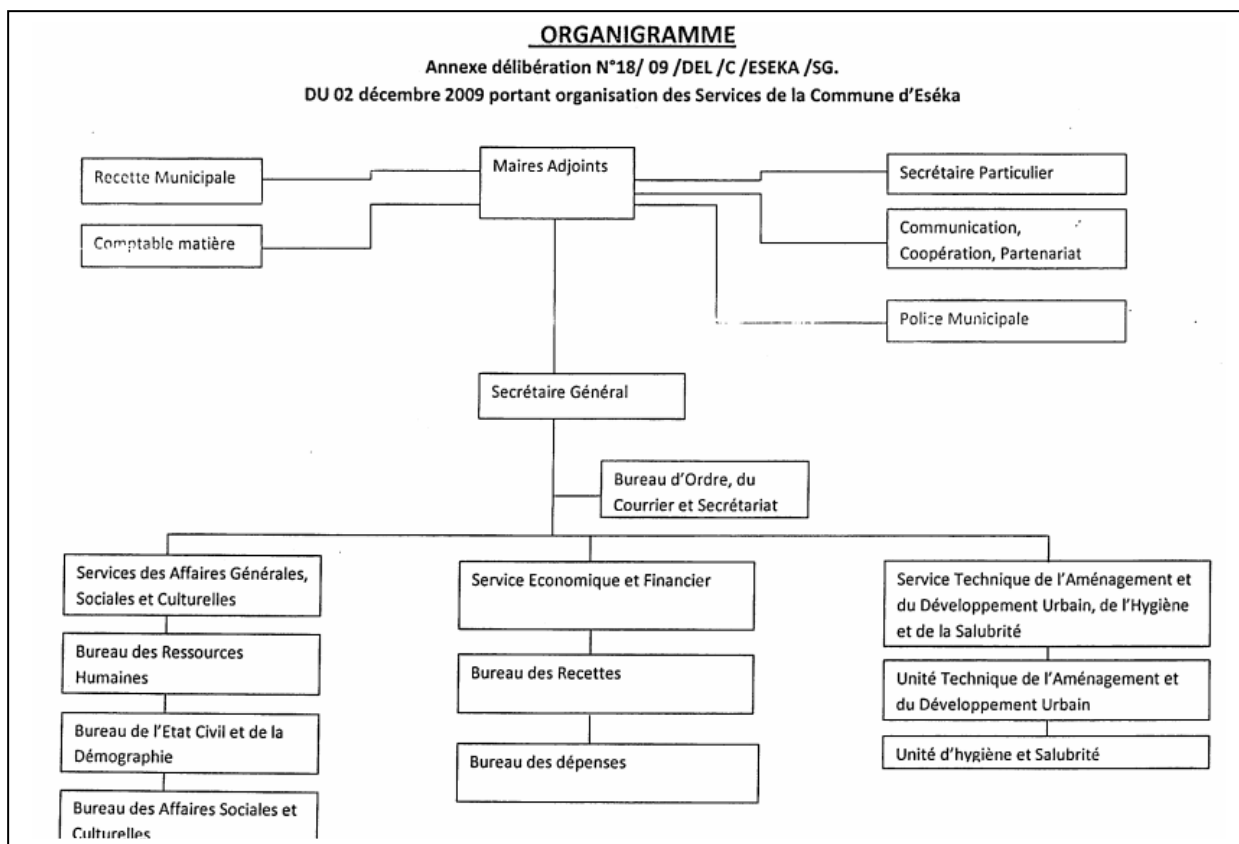 ORGANIGRAMME
Annexe délibération N°18/ 09 /DEL /C /ESEKA /SG.
DU 02 décembre 2009 portant organisation des Services de la Commune d'Eséka
Maires Adjoints
Recette Municipale
Comptable matière
Secrétaire Particulier
Communication,
Coopération, Partenariat
Police Municipale
Secrétaire Général
Bureau d'Ordre, du
Courrier et Secrétariat
Services des Affaires Générales,
Sociales et Culturelles
Bureau des Ressources
Humaines
Bureau de l'Etat Civil et de la
Démographie
Bureau des Affaires Sociales et
Culturelles
Service Economique et Financier
Bureau des Recettes
Bureau des dépenses
Service Technique de l'Aménagement et
du Développement Urbain, de l'Hygiène
et de la Salubrité
Unité Technique de l'Aménagement et
du Développement Urbain
Unité d'hygiène et Salubrité